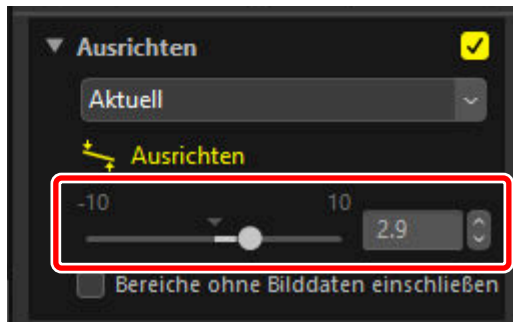 Ausrichten
Aktuell
Ausrichten
-10 10
2.9
Bereiche ohne Bilddaten einschließen